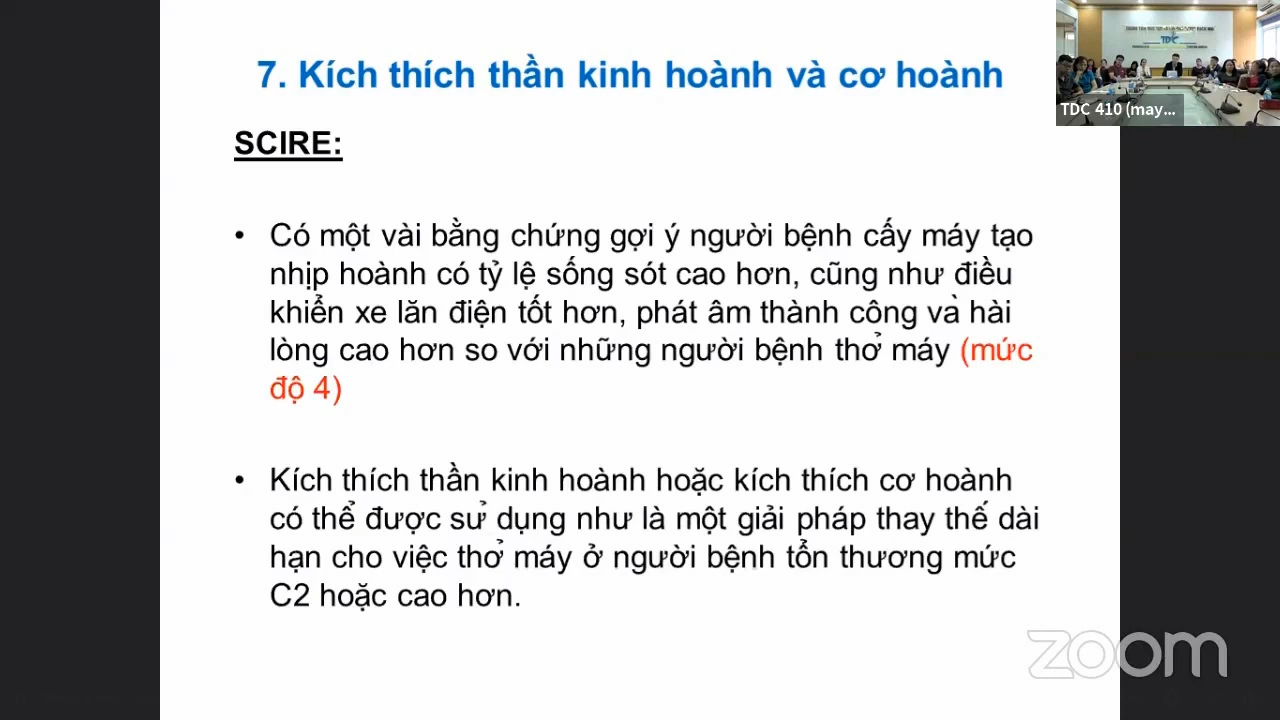 7. Kích thích thần kinh hoành và cơ hoành
SCIRE:
• Có một vài bằng chứng gợi ý người bệnh cấy máy tạo
nhịp hoành có tỷ lệ sống sót cao hơn, cũng như điều
khiển xe lăn điện tốt hơn, phát âm thành công và hài
lòng cao hơn so với những người bệnh thở máy (mức
độ 4)
• Kích thích thần kinh hoành hoặc kích thích cơ hoành
có thể được sử dụng như là một giải pháp thay thế dài
hạn cho việc thở máy ở người bệnh tổn thương mức
C2 hoặc cao hơn.
TDC
TDC 410 (may...
zoom